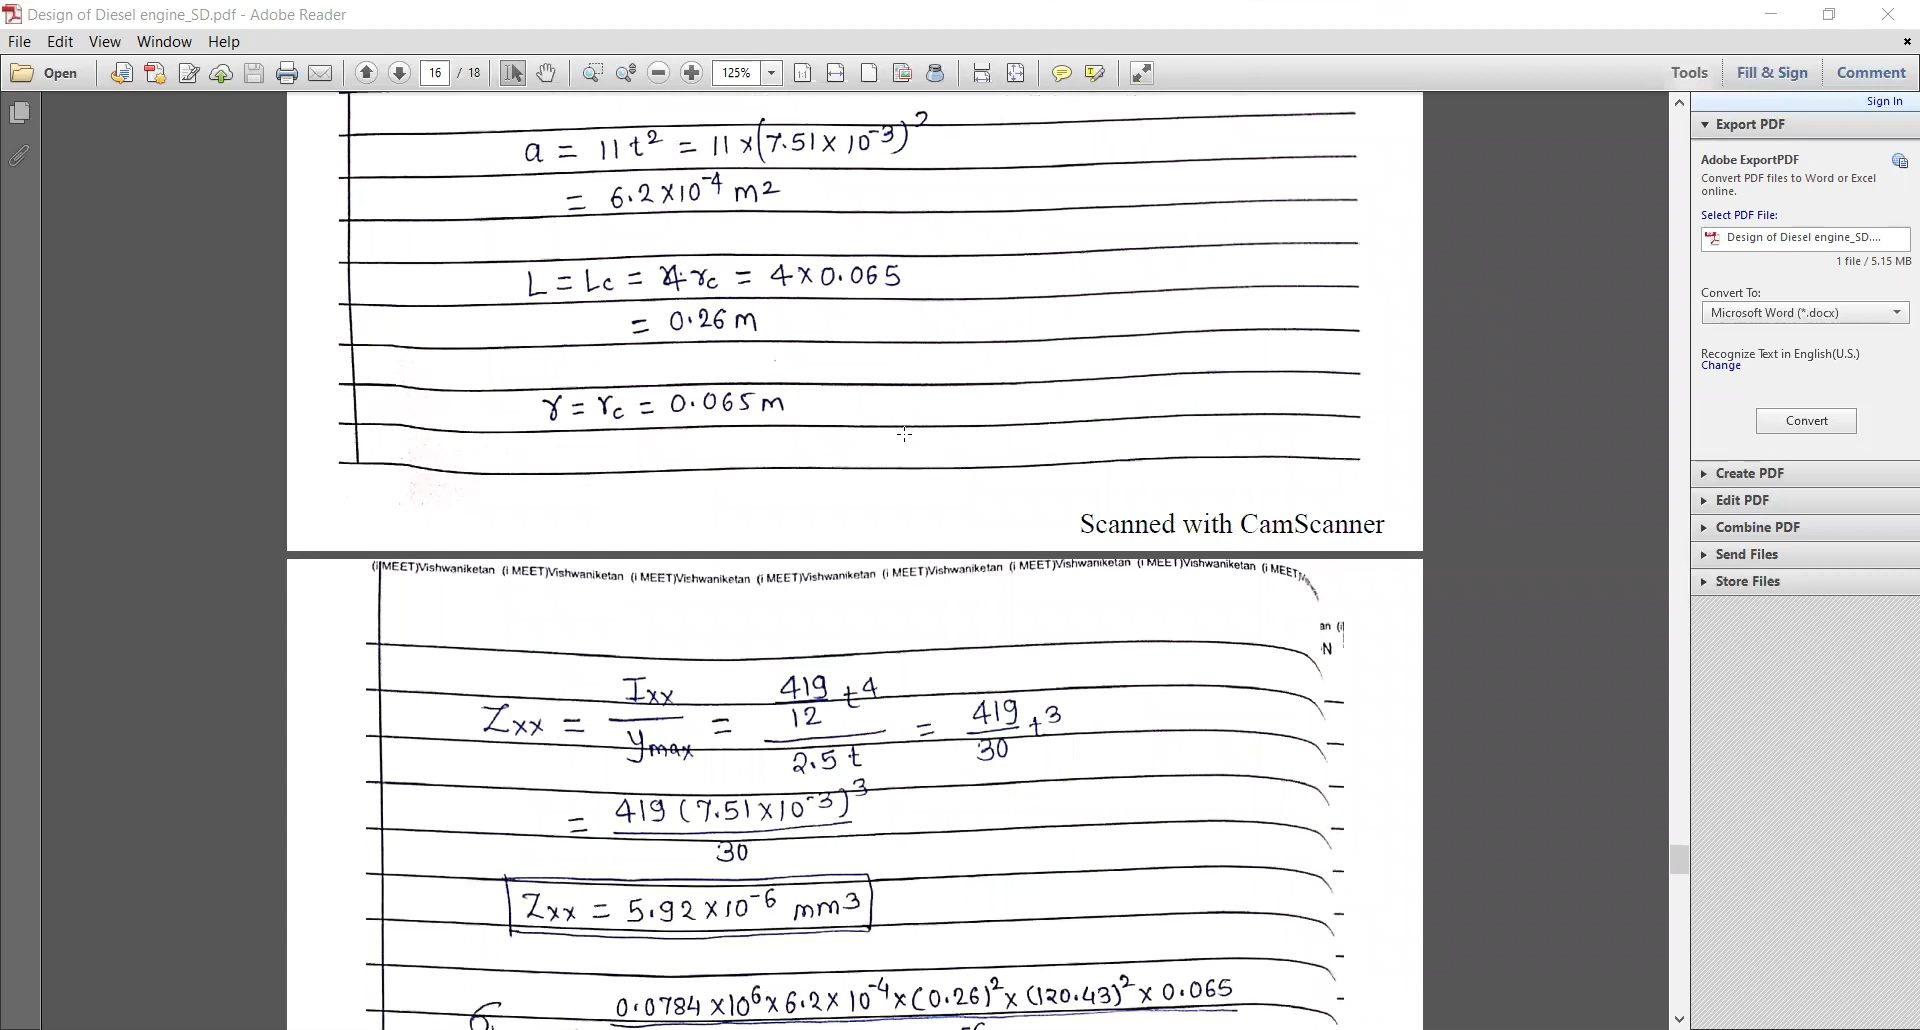 Design of Diesel engine_SD.pdf - Adobe Reader
File Edit View Window Help
Open 16 / 18 125% Tools Fill & Sign Comment
Sign In
Export PDF
Adobe ExportPDF
Convert PDF files to Word or Excel
online.
Select PDF File:
Design of Diesel engine_SD....
1 file / 5.15 MB
Convert To:
Microsoft Word (*.docx)
Recognize Text in English(U.S.)
Change
Convert
Create PDF
Edit PDF
Combine PDF
Send Files
Store Files
a = 11 t² = 11 × (7.51 × 10⁻³)²
= 6.2 × 10⁻⁴ m²
L = Lc = 4 rc = 4 × 0.065
= 0.26 m
r = rc = 0.065 m
Scanned with CamScanner
(i MEET)Vishwaniketan (i MEET)Vishwaniketan (i MEET)Vishwaniketan (i MEET)Vishwaniketan (i MEET)Vishwaniketan (i MEET)Vishwaniketan (i MEET)Vishwaniketan (i MEET)
an (i
N
Zxx = Ixx / ymax = (419/12 t⁴) / (2.5 t) = 419/30 t³
= 419 (7.51 × 10⁻³)³ / 30
Zxx = 5.92 × 10⁻⁶ mm³
0.0784 × 10⁶ × 6.2 × 10⁻⁴ × (0.26)² × (120.43)² × 0.065